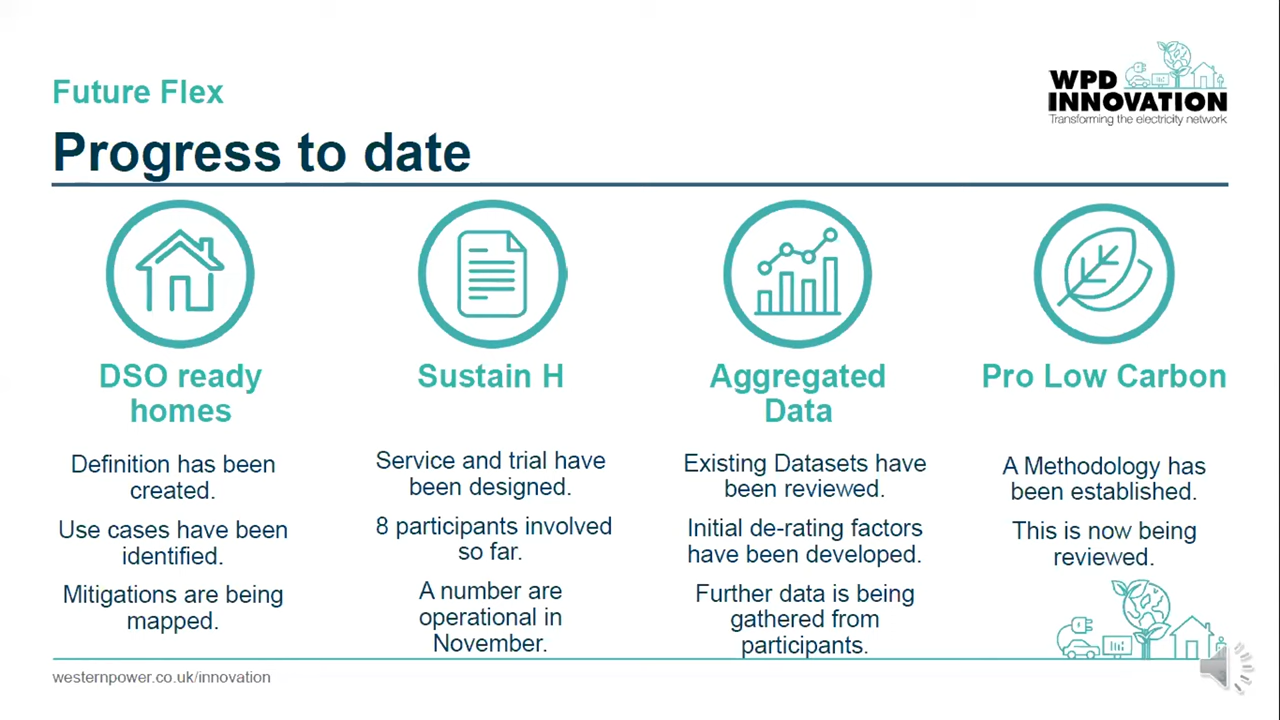 Future Flex
Progress to date
WPD
INNOVATION
Transforming the electricity network
DSO ready
homes
Definition has been
created.
Use cases have been
identified.
Mitigations are being
mapped.
Sustain H
Service and trial have
been designed.
8 participants involved
so far.
A number are
operational in
November.
Aggregated
Data
Existing Datasets have
been reviewed.
Initial de-rating factors
have been developed.
Further data is being
gathered from
participants.
Pro Low Carbon
A Methodology has
been established.
This is now being
reviewed.
westernpower.co.uk/innovation